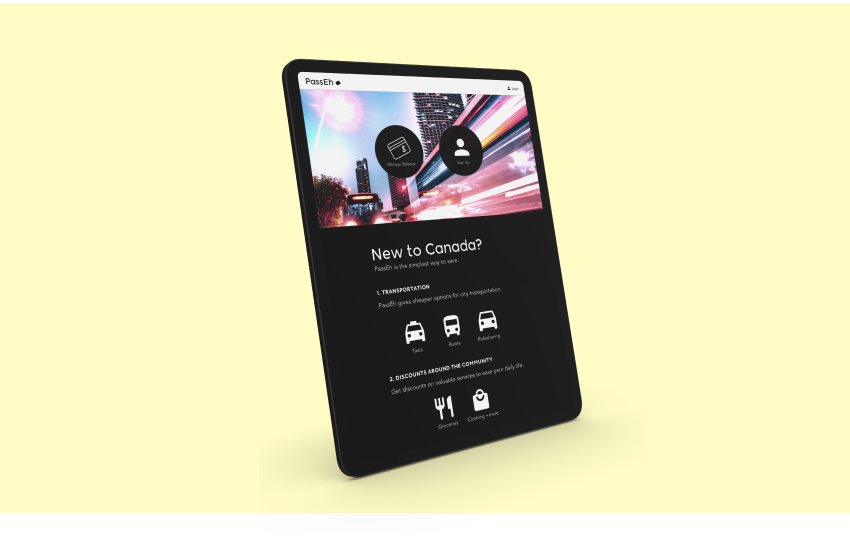 PassEh
Login
Manage Balance
Sign Up
New to Canada?
PassEh is the simplest way to save.
1. TRANSPORTATION
PassEh gives cheaper options for city transportation.
Taxis
Buses
Ridesharing
2. DISCOUNTS AROUND THE COMMUNITY
Get discounts on valuable services to ease your daily life.
Groceries
Clothing +more